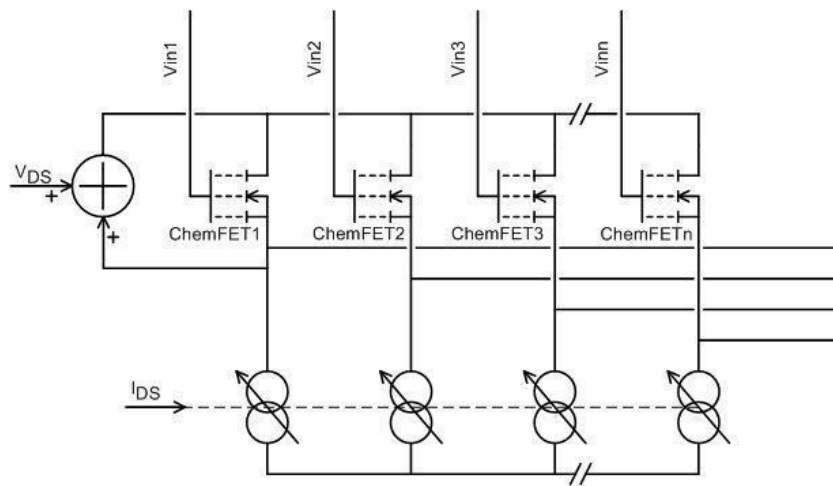 Vin1
Vin2
Vin3
Vinn
VDS
+
+
ChemFET1
ChemFET2
ChemFET3
ChemFETn
IDS